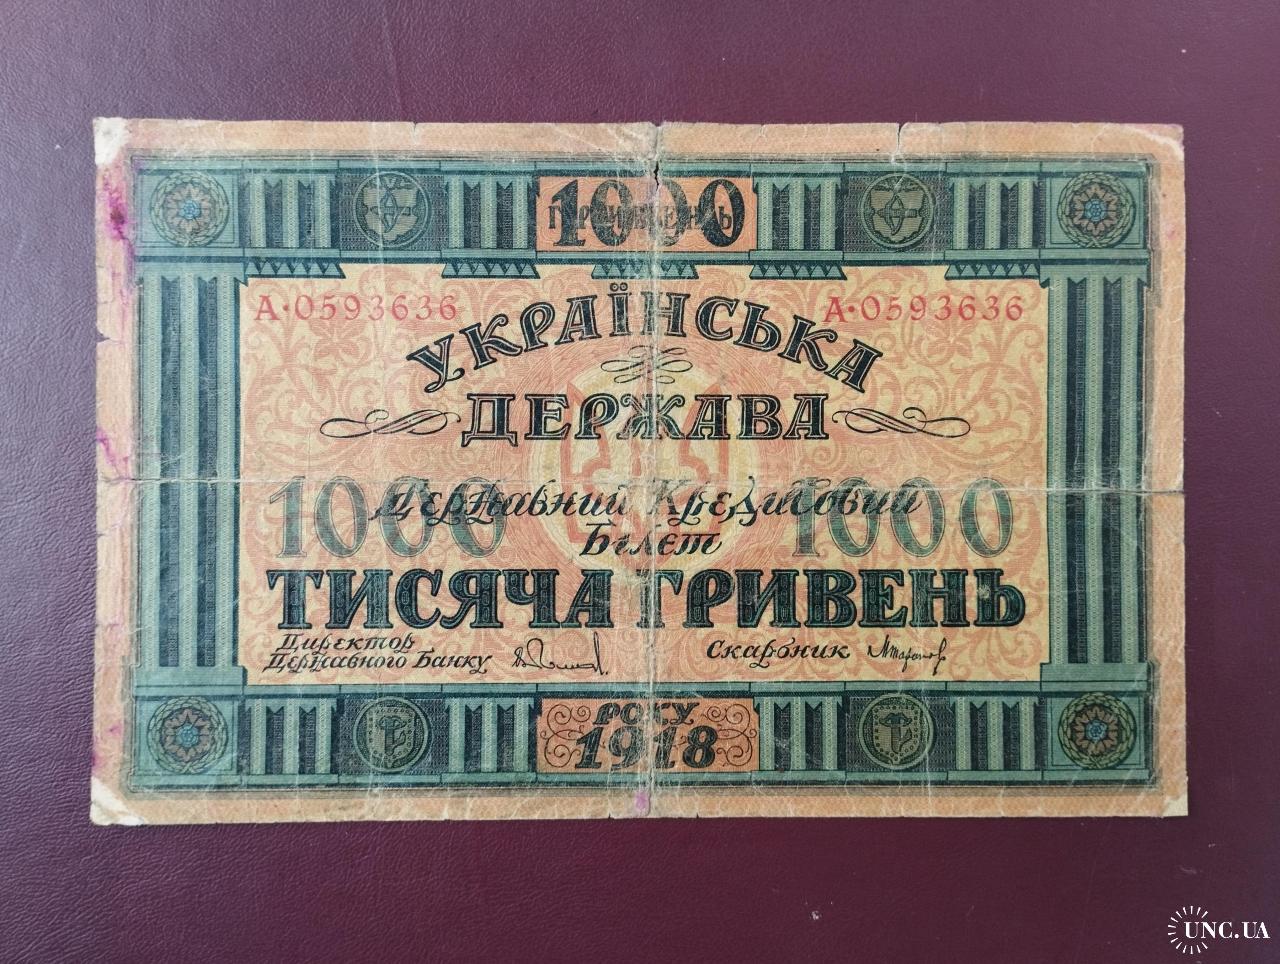 1000
ГРИВЕНЬ
А·0593636 А·0593636
УКРАЇНСЬКА
ДЕРЖАВА
1000 1000
Державний Кредитовий
Білєт
ТИСЯЧА ГРИВЕНЬ
Директор
Державного Банку
Скарбник
РОКУ
1918
UNC.UA